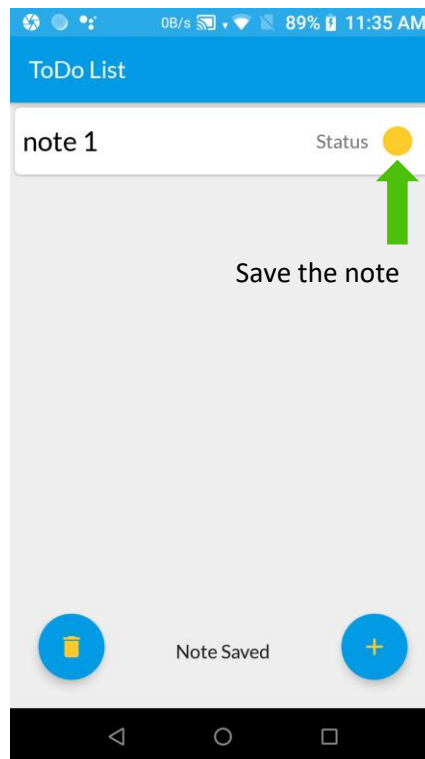 0B/s 89% 11:35 AM
ToDo List
note 1 Status
Save the note
Note Saved